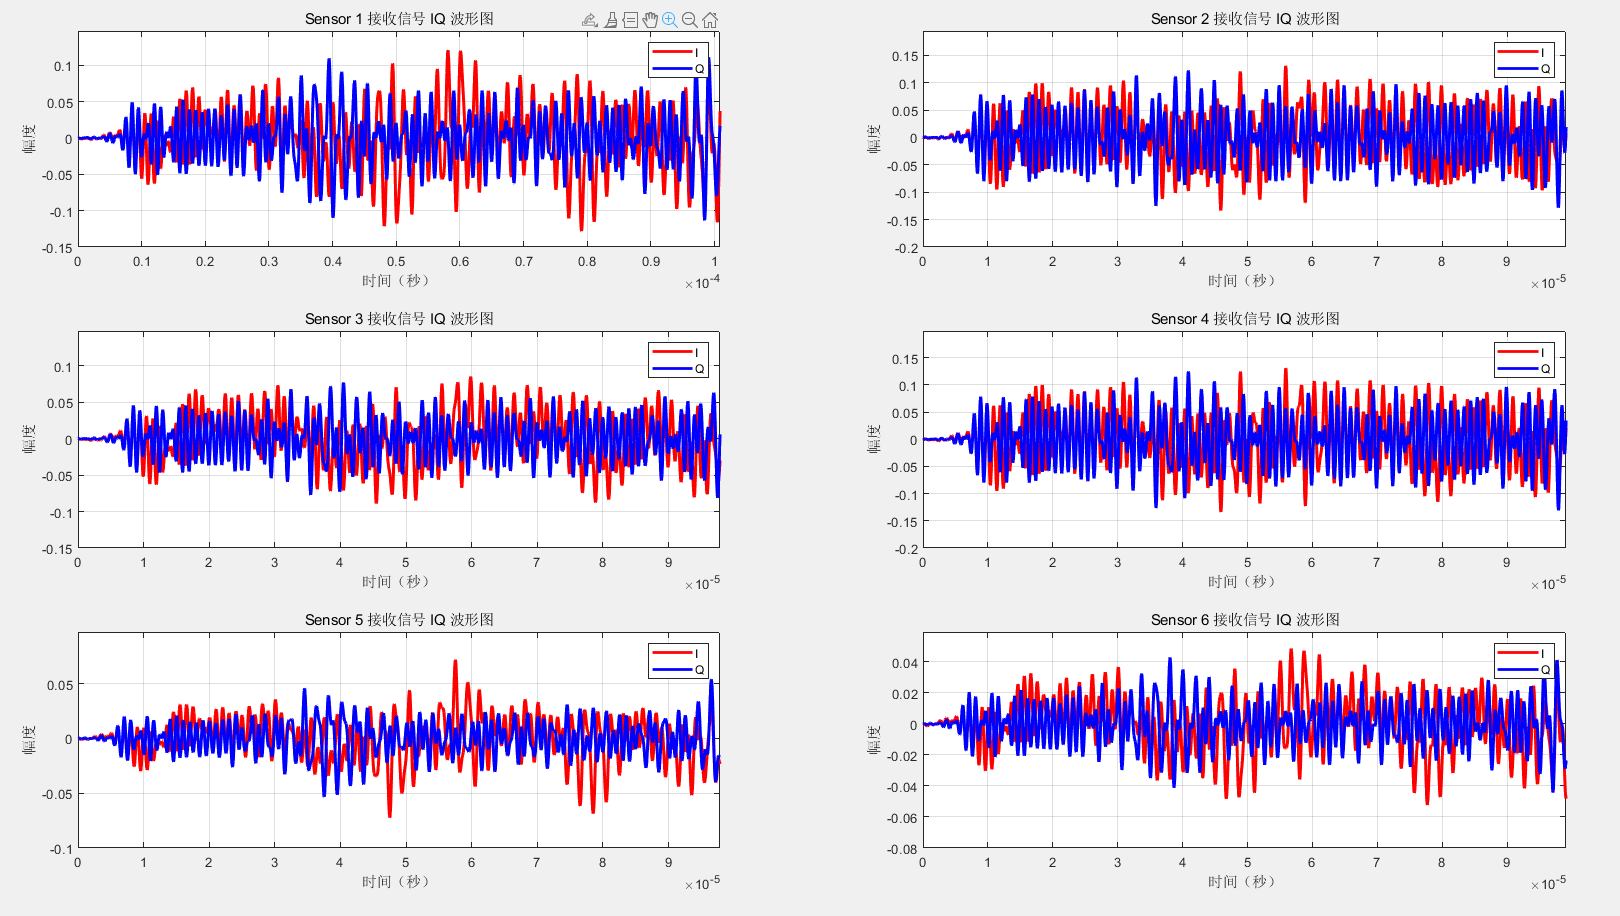 Sensor 1 接收信号 IQ 波形图
I
Q
0.1
0.05
0
-0.05
-0.1
-0.15
幅度
0 0.1 0.2 0.3 0.4 0.5 0.6 0.7 0.8 0.9 1
时间（秒）
×10-4
Sensor 2 接收信号 IQ 波形图
I
Q
0.15
0.1
0.05
0
-0.05
-0.1
-0.15
-0.2
幅度
0 1 2 3 4 5 6 7 8 9
时间（秒）
×10-5
Sensor 3 接收信号 IQ 波形图
I
Q
0.1
0.05
0
-0.05
-0.1
-0.15
幅度
0 1 2 3 4 5 6 7 8 9
时间（秒）
×10-5
Sensor 4 接收信号 IQ 波形图
I
Q
0.15
0.1
0.05
0
-0.05
-0.1
-0.15
-0.2
幅度
0 1 2 3 4 5 6 7 8 9
时间（秒）
×10-5
Sensor 5 接收信号 IQ 波形图
I
Q
0.05
0
-0.05
-0.1
幅度
0 1 2 3 4 5 6 7 8 9
时间（秒）
×10-5
Sensor 6 接收信号 IQ 波形图
I
Q
0.04
0.02
0
-0.02
-0.04
-0.06
-0.08
幅度
0 1 2 3 4 5 6 7 8 9
时间（秒）
×10-5